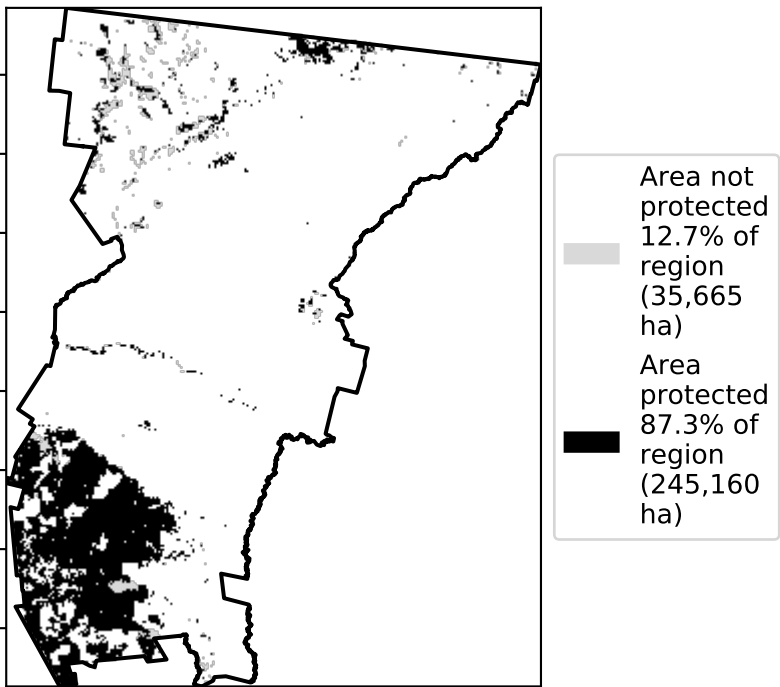 Area not
protected
12.7% of
region
(35,665
ha)
Area
protected
87.3% of
region
(245,160
ha)